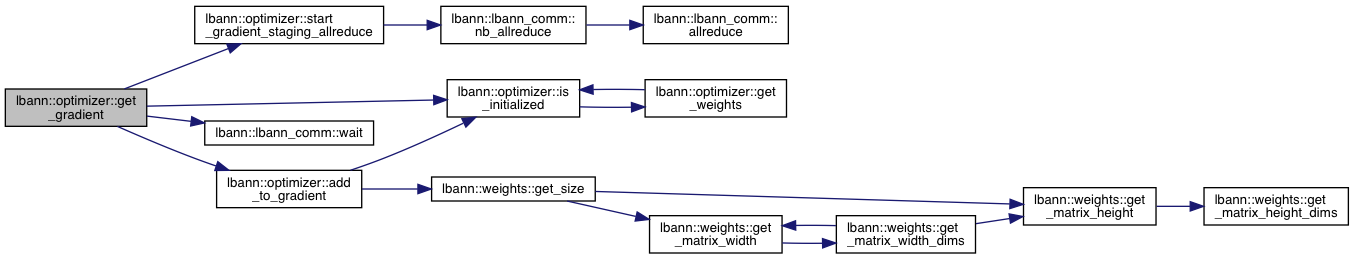 lbann::optimizer::start
_gradient_staging_allreduce
lbann::lbann_comm::
nb_allreduce
lbann::lbann_comm::
allreduce
lbann::optimizer::get
_gradient
lbann::optimizer::is
_initialized
lbann::optimizer::get
_weights
lbann::lbann_comm::wait
lbann::optimizer::add
_to_gradient
lbann::weights::get_size
lbann::weights::get
_matrix_width
lbann::weights::get
_matrix_width_dims
lbann::weights::get
_matrix_height
lbann::weights::get
_matrix_height_dims